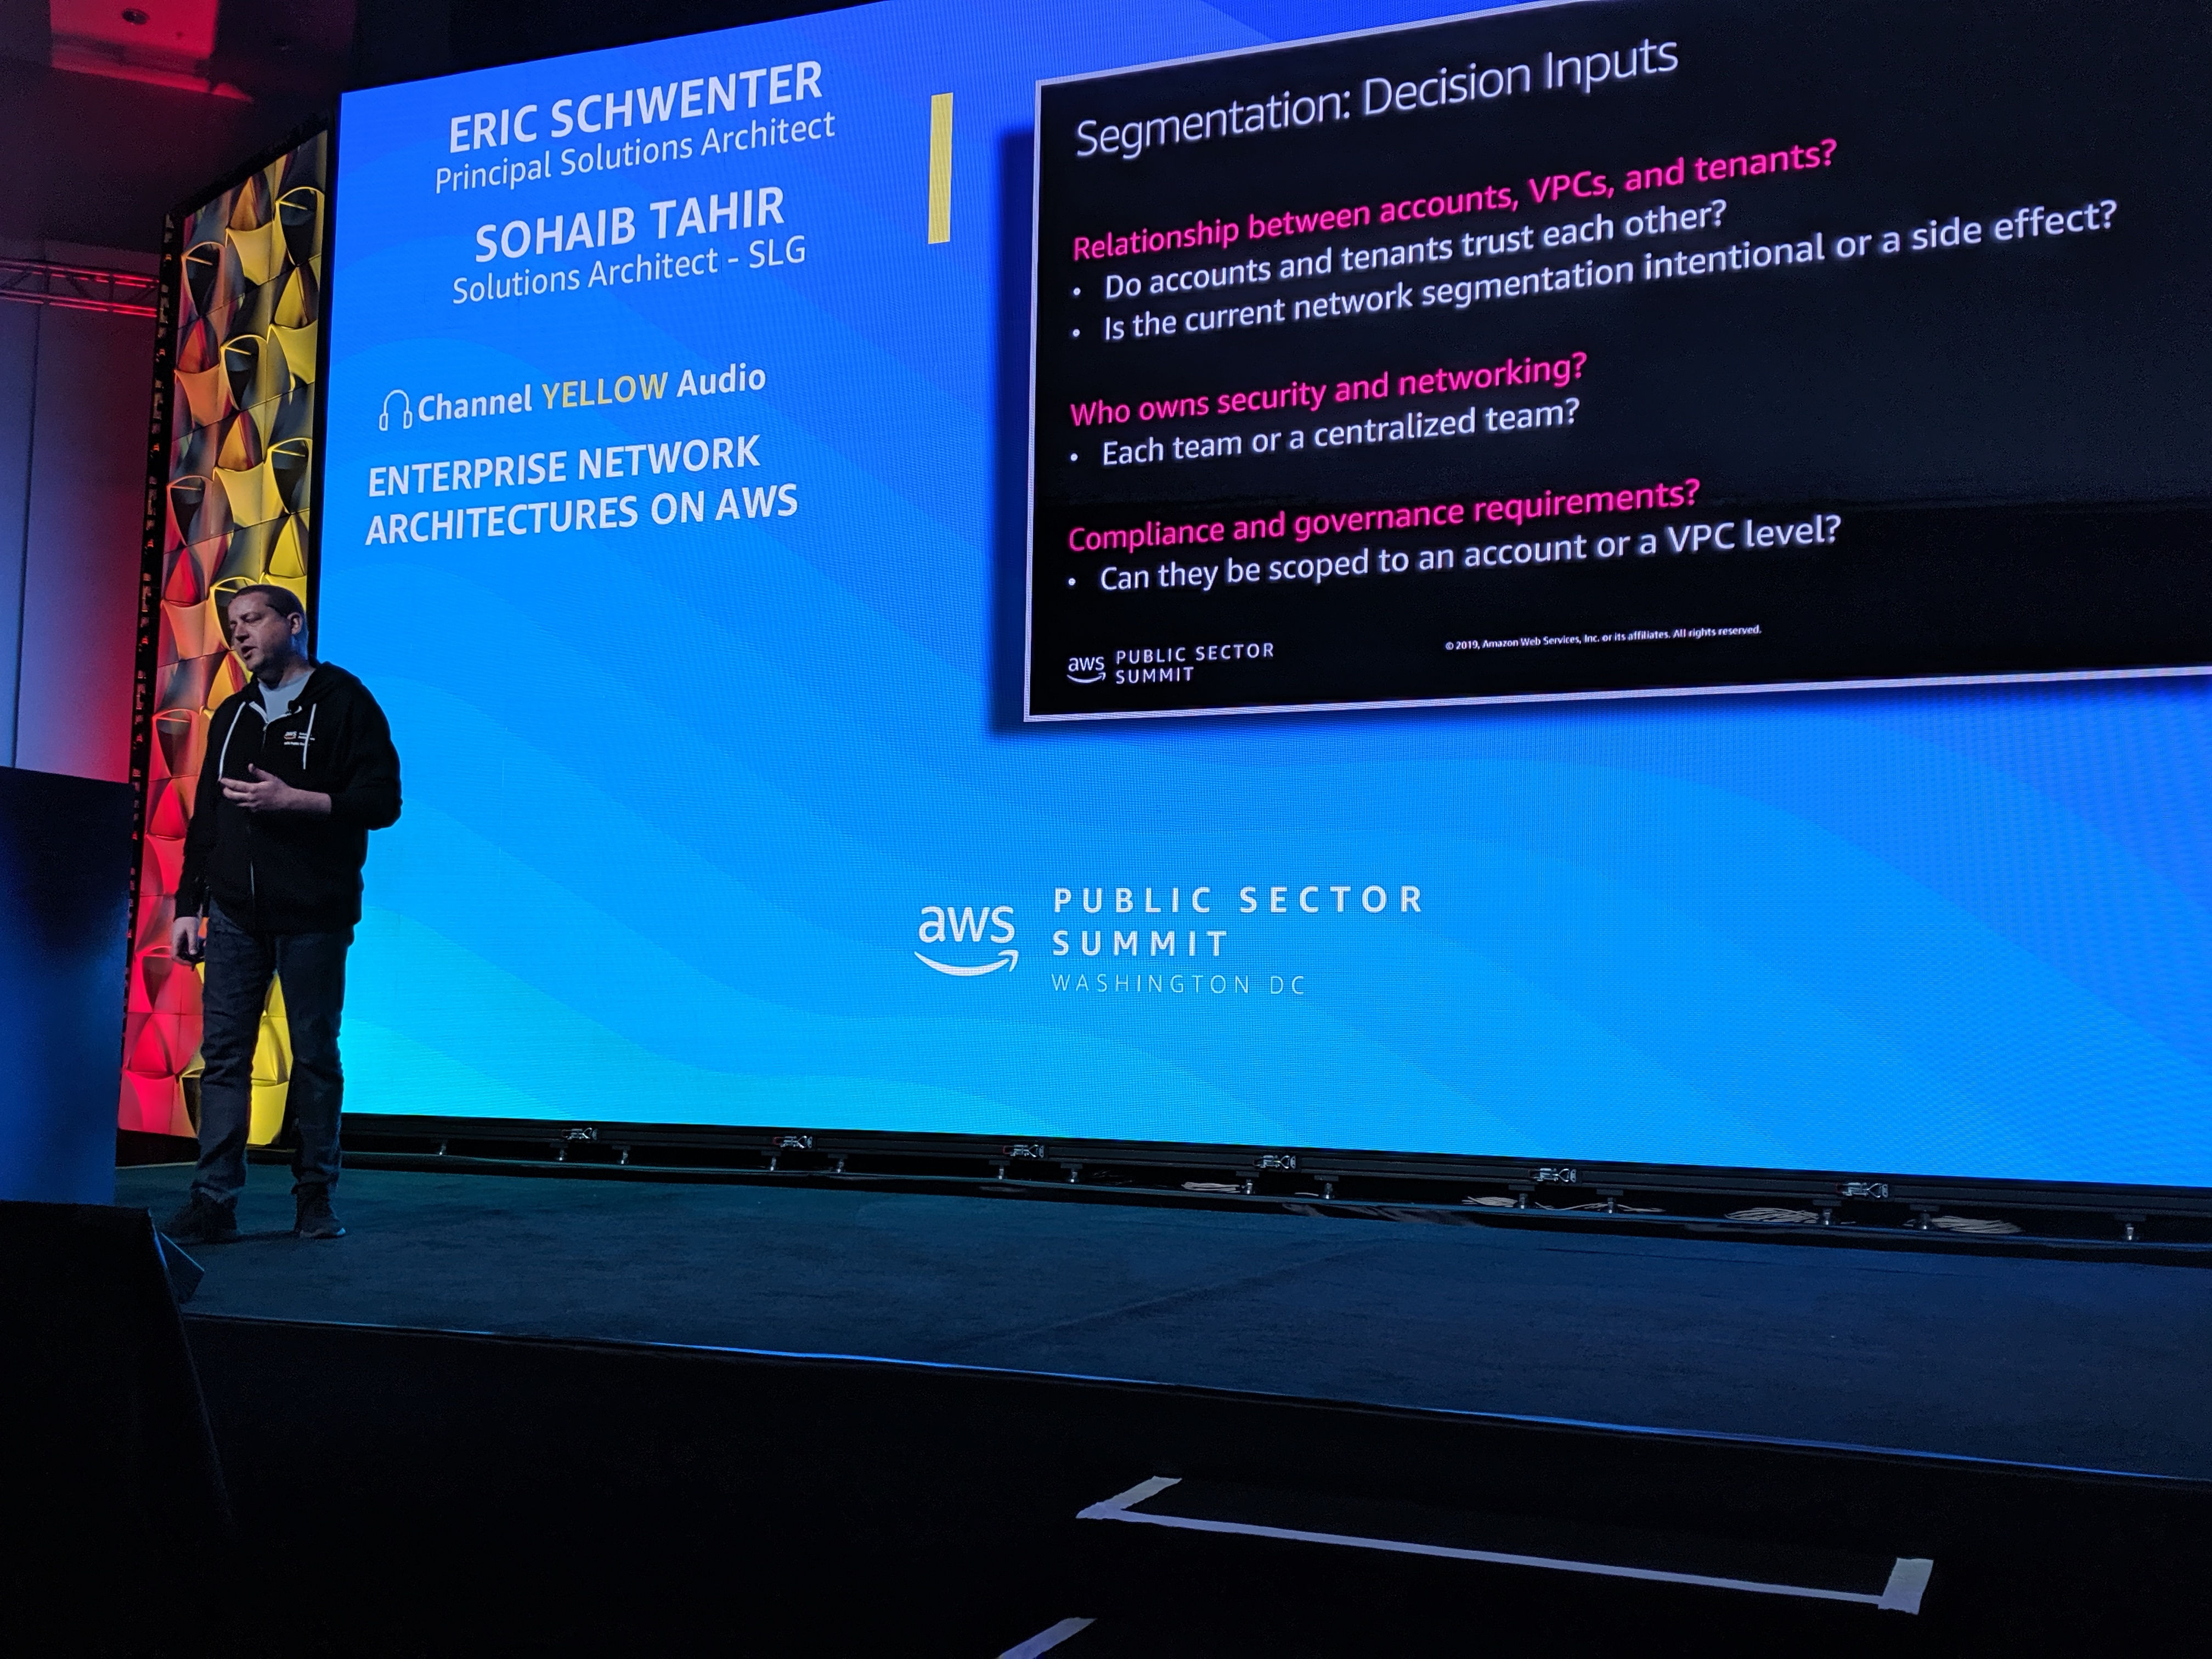 ERIC SCHWENTER
Principal Solutions Architect
SOHAIB TAHIR
Solutions Architect - SLG
Channel YELLOW Audio
ENTERPRISE NETWORK
ARCHITECTURES ON AWS
Segmentation: Decision Inputs
Relationship between accounts, VPCs, and tenants?
• Do accounts and tenants trust each other?
• Is the current network segmentation intentional or a side effect?
Who owns security and networking?
• Each team or a centralized team?
Compliance and governance requirements?
• Can they be scoped to an account or a VPC level?
aws PUBLIC SECTOR
SUMMIT
© 2019, Amazon Web Services, Inc. or its affiliates. All rights reserved.
aws
PUBLIC SECTOR
SUMMIT
WASHINGTON DC
aws